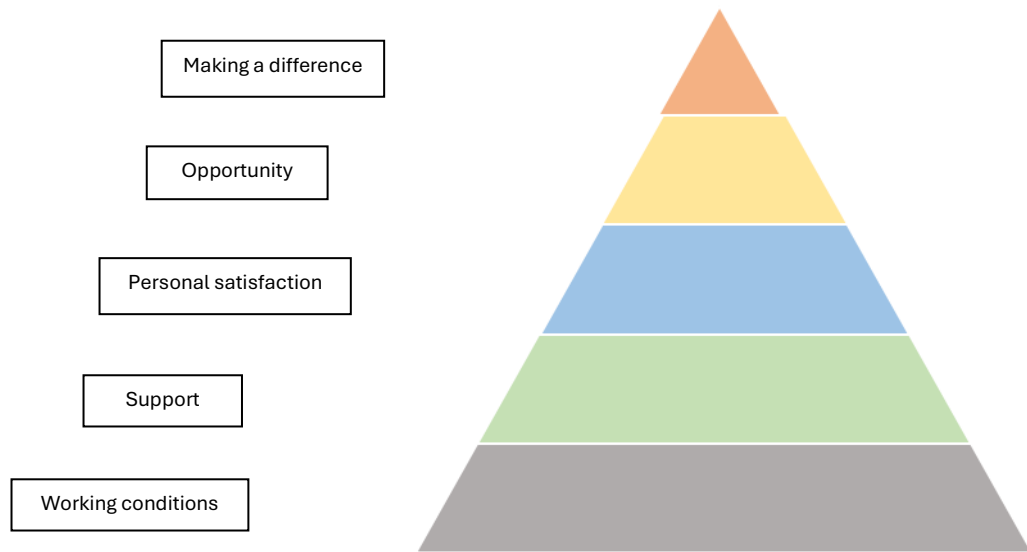 Making a difference
Opportunity
Personal satisfaction
Support
Working conditions